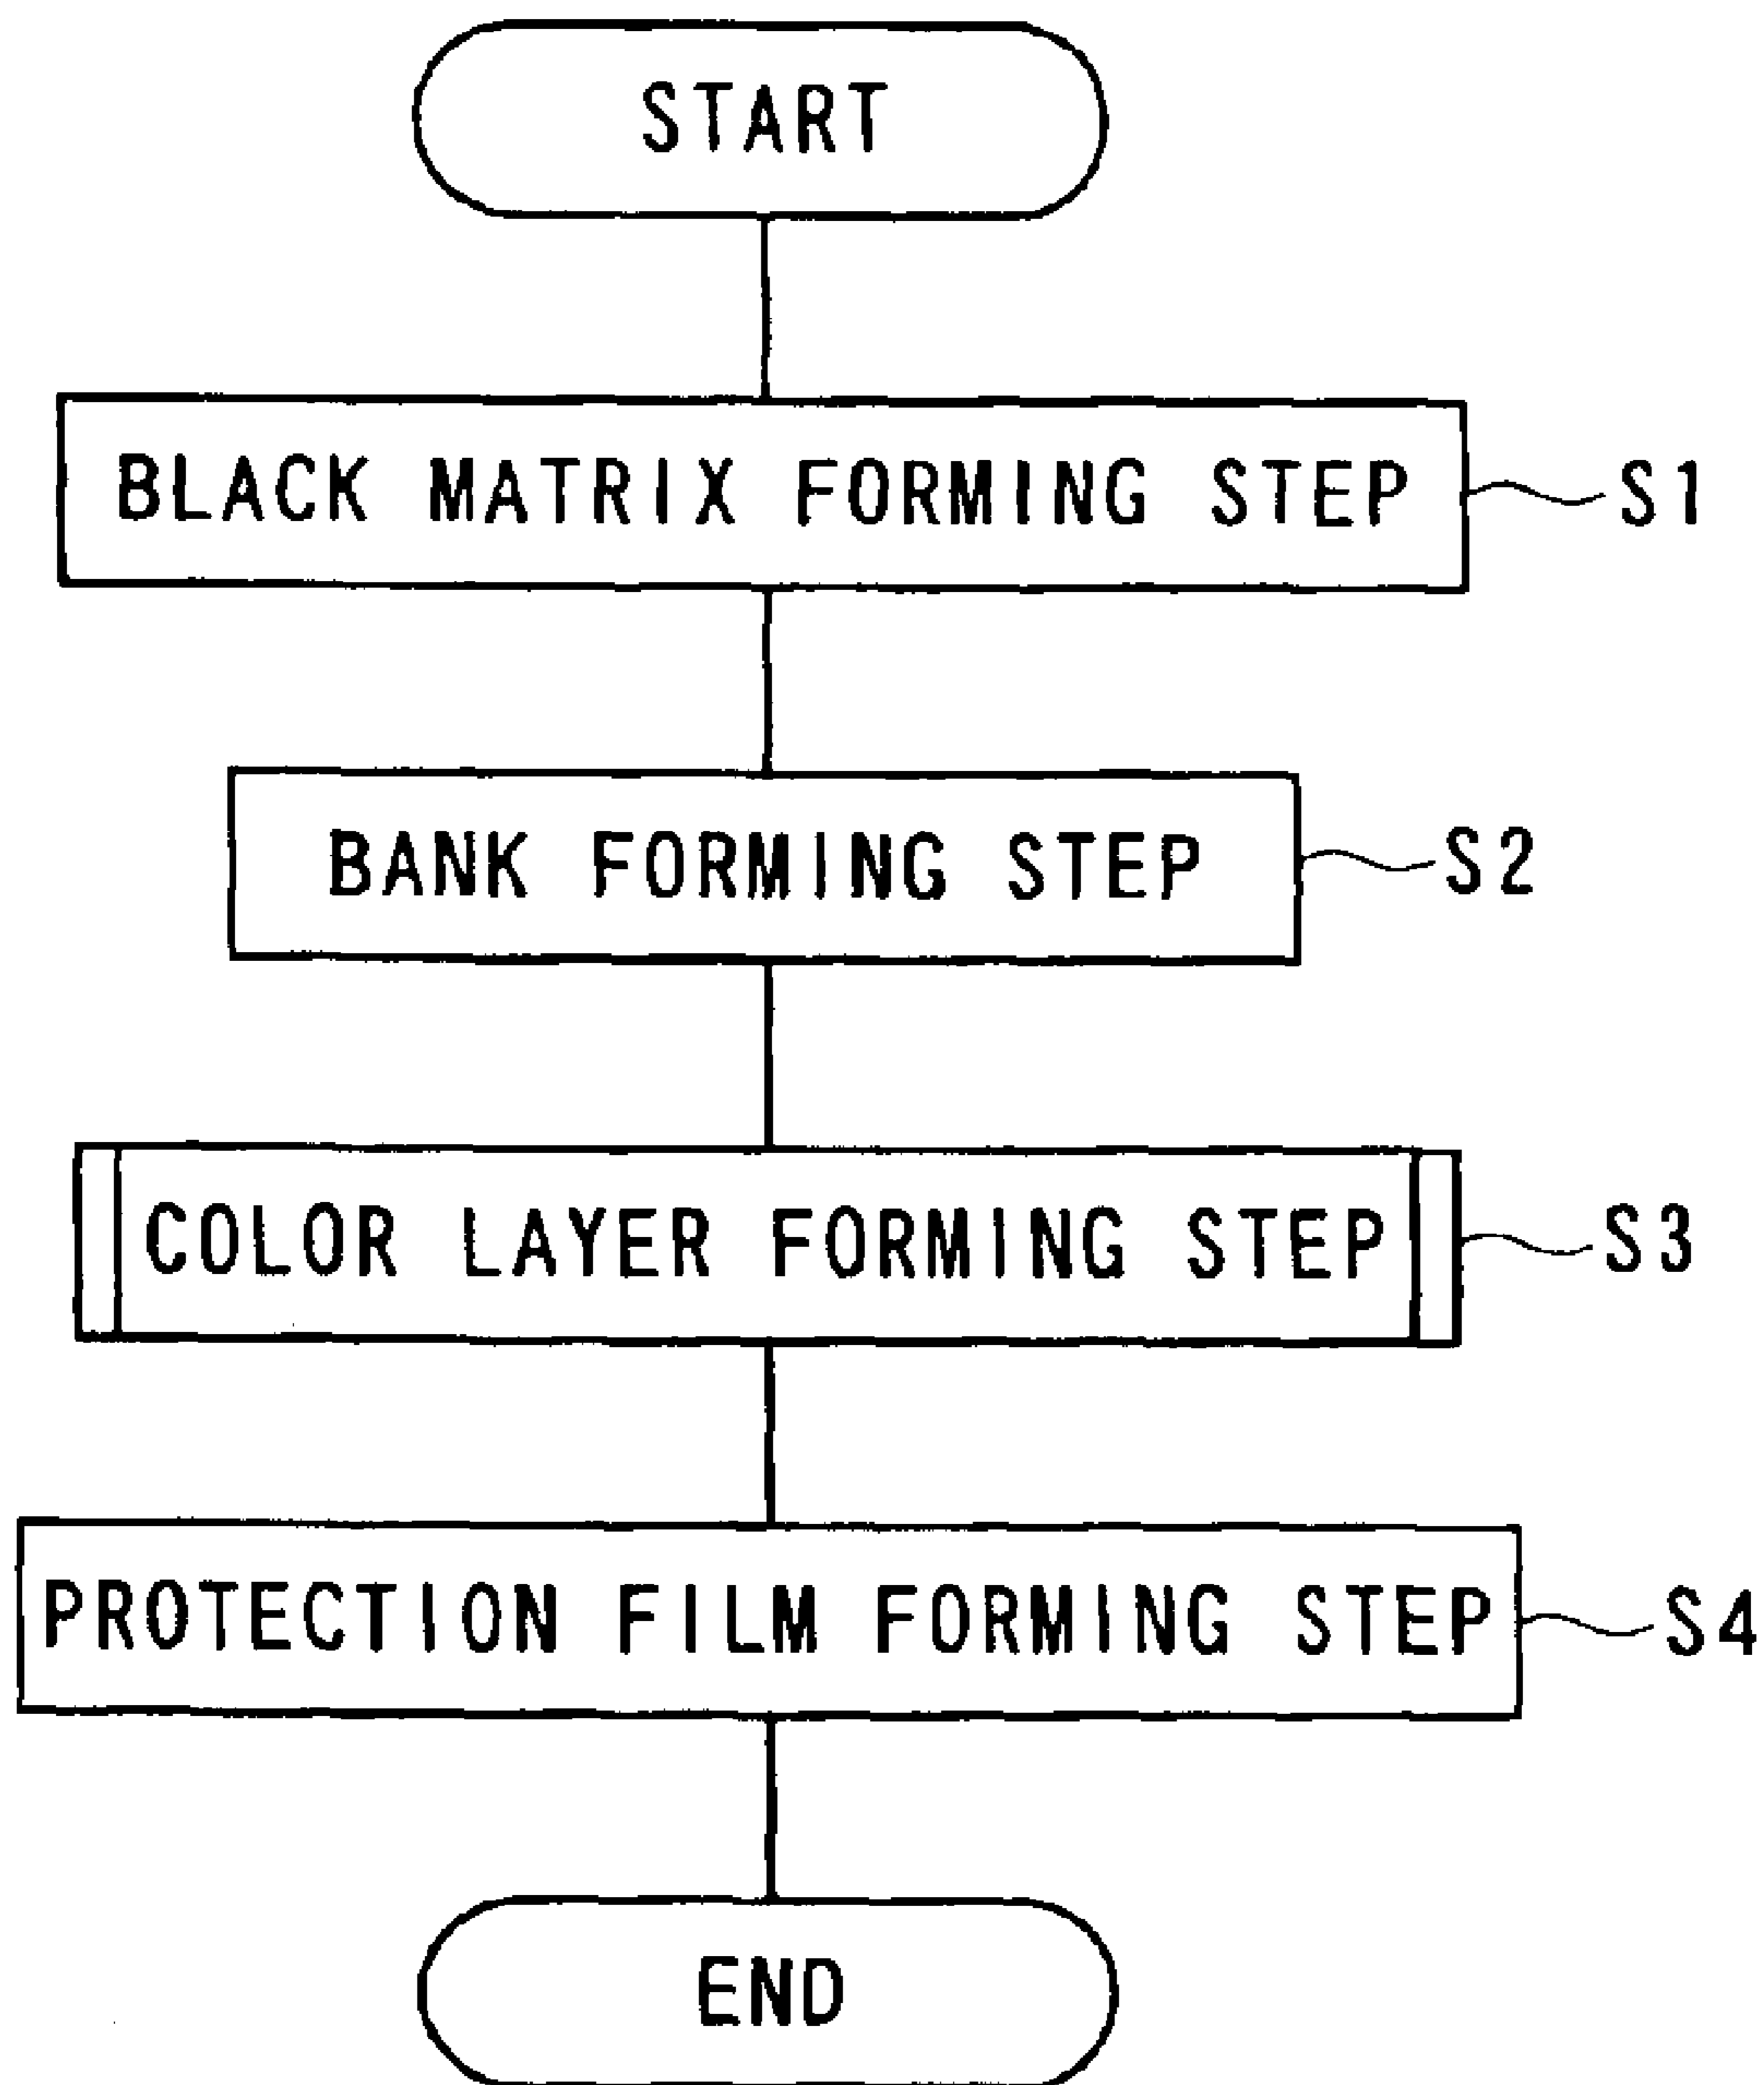 START
BLACK MATRIX FORMING STEP S1
BANK FORMING STEP S2
COLOR LAYER FORMING STEP S3
PROTECTION FILM FORMING STEP S4
END